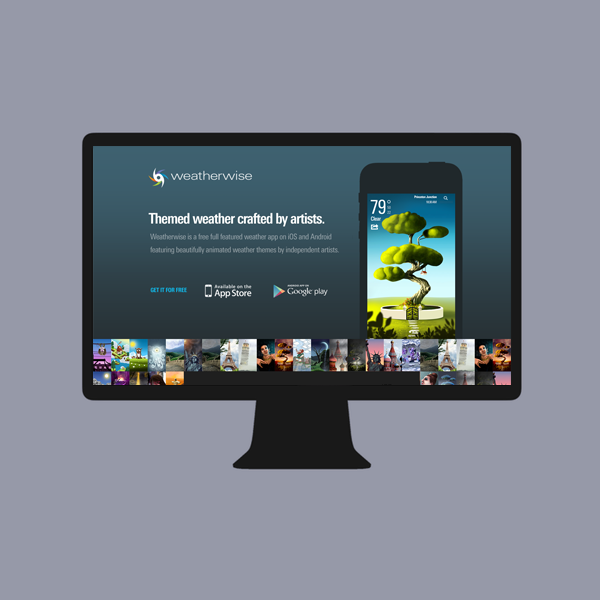 weatherwise
Themed weather crafted by artists.
Weatherwise is a free full featured weather app on iOS and Android
featuring beautifully animated weather themes by independent artists.
GET IT FOR FREE
Available on the
App Store
Google play
79
Clear
Princeton Junction